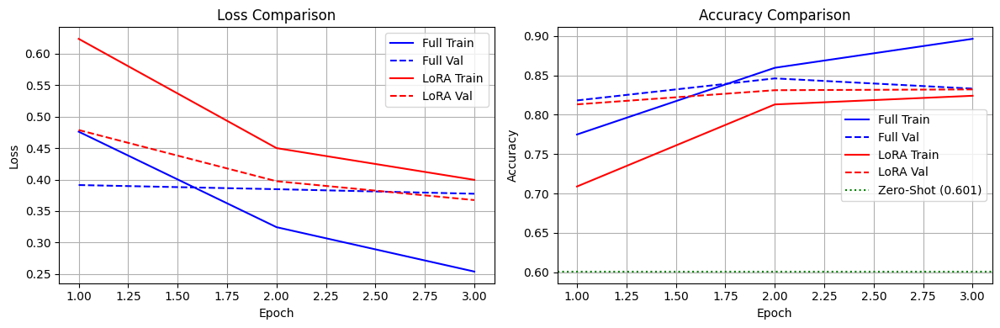 Loss Comparison
Loss
0.60
0.55
0.50
0.45
0.40
0.35
0.30
0.25
Full Train
Full Val
LoRA Train
LoRA Val
1.00 1.25 1.50 1.75 2.00 2.25 2.50 2.75 3.00
Epoch
Accuracy Comparison
Accuracy
0.90
0.85
0.80
0.75
0.70
0.65
0.60
Full Train
Full Val
LoRA Train
LoRA Val
Zero-Shot (0.601)
1.00 1.25 1.50 1.75 2.00 2.25 2.50 2.75 3.00
Epoch